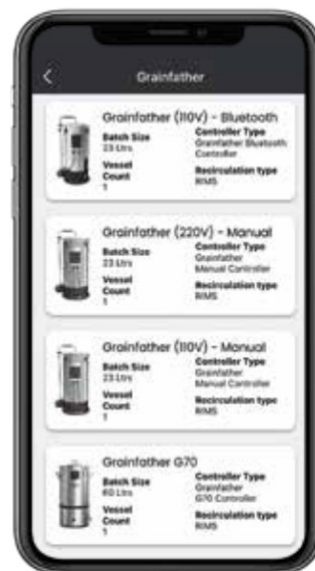 Grainfather
Grainfather (110V) - Bluetooth
Batch Size
23 Ltrs
Vessel
Count
1
Controller Type
Grainfather Bluetooth
Controller
Recirculation type
RIMS
Grainfather (220V) - Manual
Batch Size
23 Ltrs
Vessel
Count
1
Controller Type
Grainfather
Manual Controller
Recirculation type
RIMS
Grainfather (110V) - Manual
Batch Size
23 Ltrs
Vessel
Count
1
Controller Type
Grainfather
Manual Controller
Recirculation type
RIMS
Grainfather G70
Batch Size
60 Ltrs
Vessel
Count
1
Controller Type
Grainfather
G70 Controller
Recirculation type
RIMS